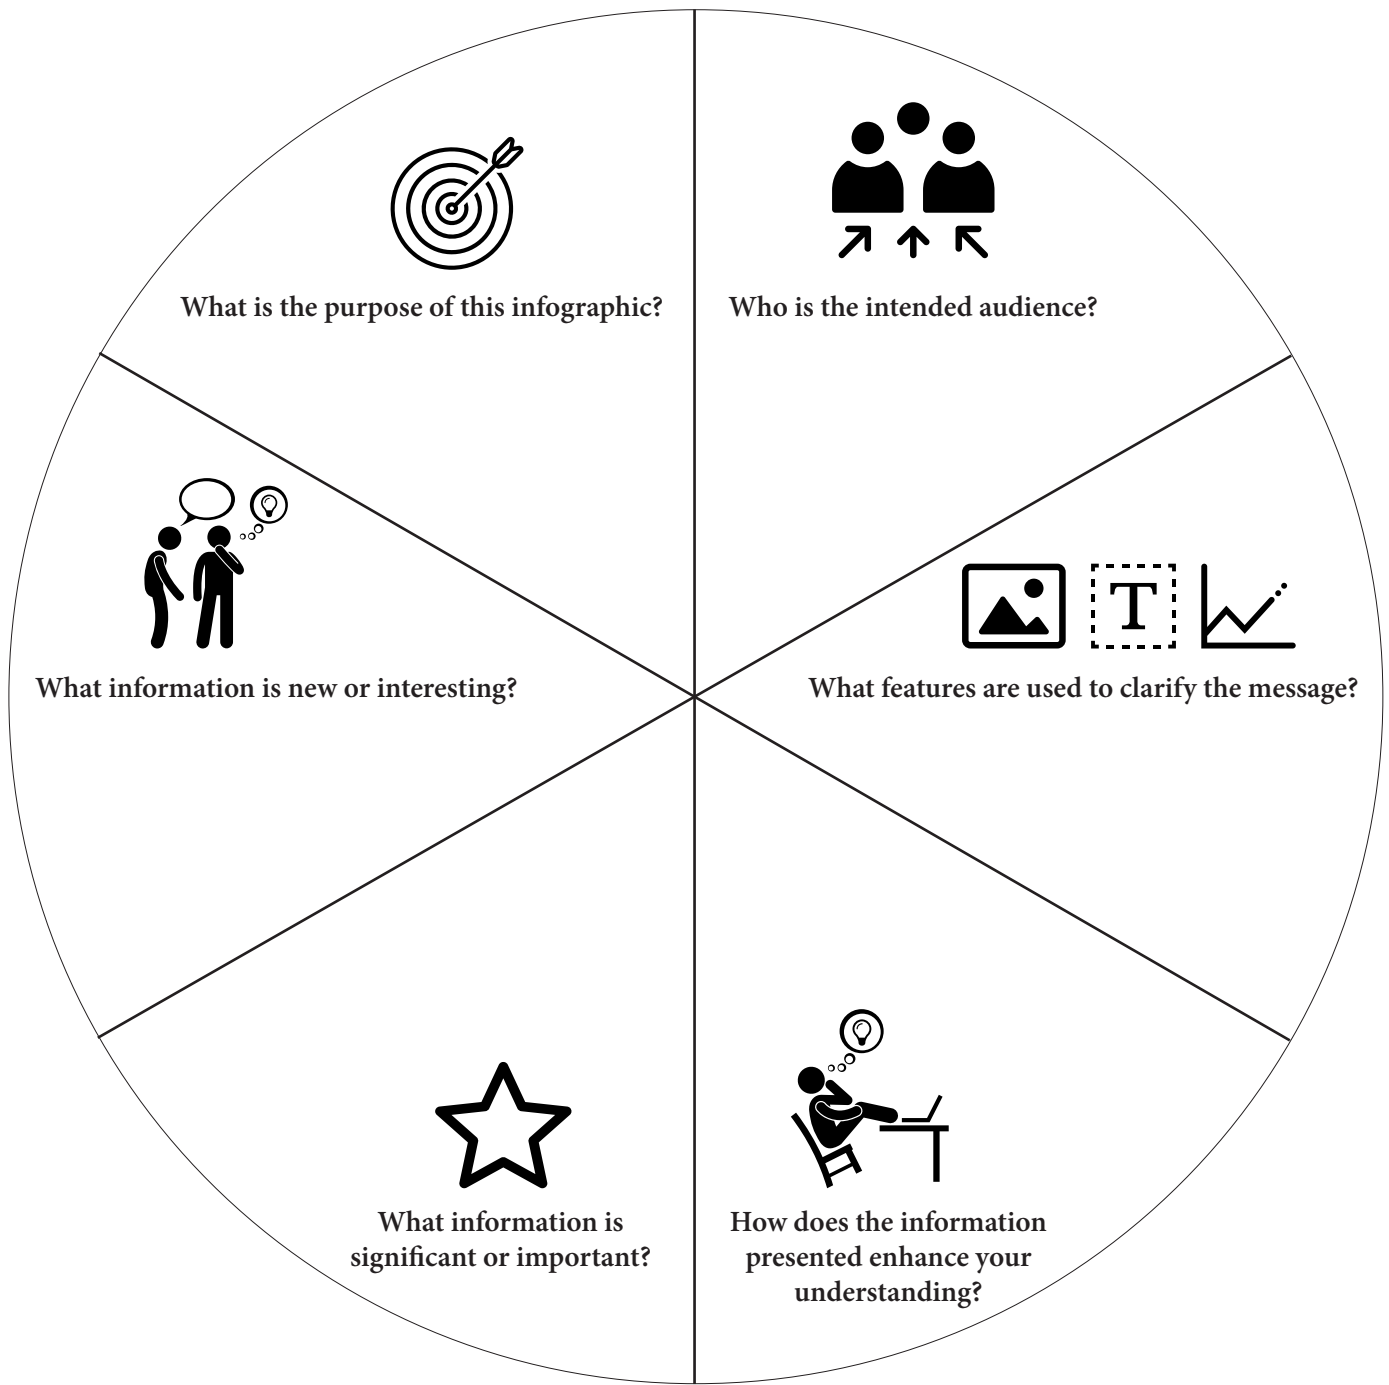 What is the purpose of this infographic?
Who is the intended audience?
What information is new or interesting?
T
What features are used to clarify the message?
What information is
significant or important?
How does the information
presented enhance your
understanding?